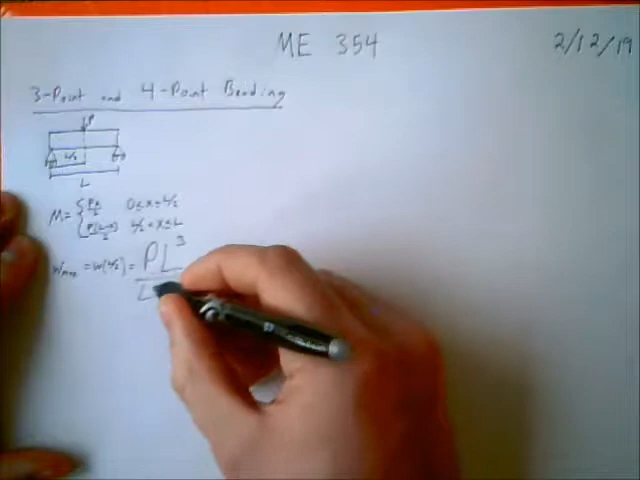 ME 354
2/12/19
3-Point and 4-Point Bending
P
L/2
L
M = { Px/2 0 ≤ x ≤ L/2
P(L-x)/2 L/2 < x ≤ L
w_max = w(L/2) = PL³